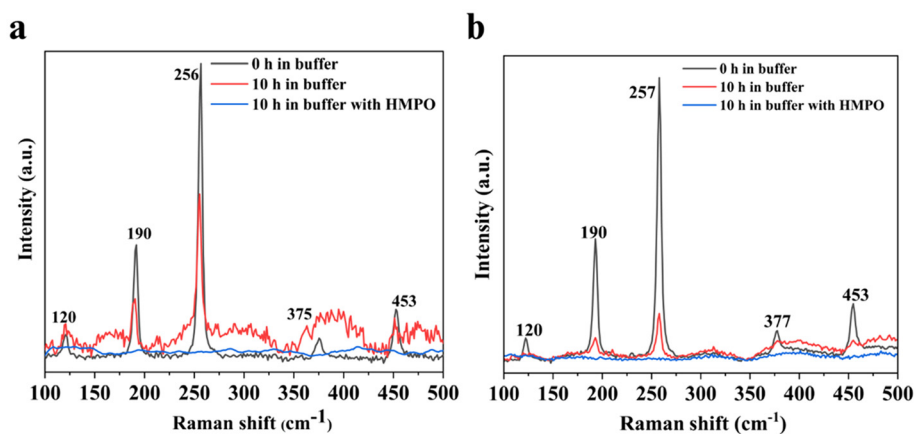 a
256
0 h in buffer
10 h in buffer
10 h in buffer with HMPO
190
120
375
453
Intensity (a.u.)
100 150 200 250 300 350 400 450 500
Raman shift (cm-1)
b
257
0 h in buffer
10 h in buffer
10 h in buffer with HMPO
190
120
377
453
Intensity (a.u.)
100 150 200 250 300 350 400 450 500
Raman shift (cm-1)